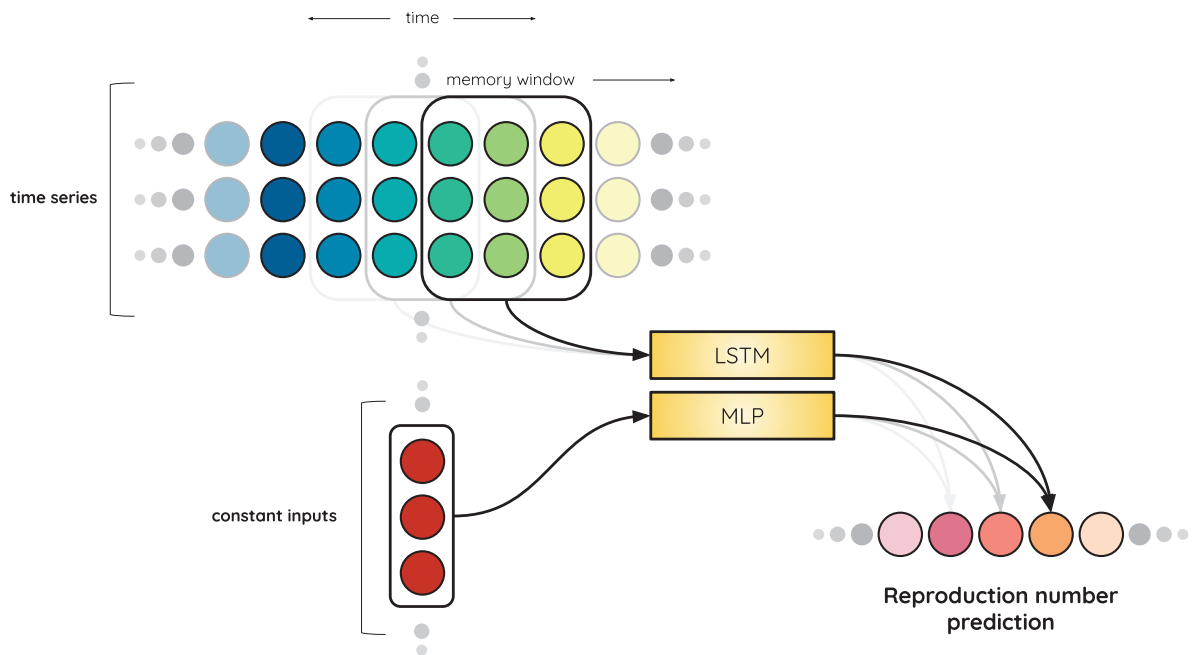 time
memory window
time series
LSTM
MLP
constant inputs
Reproduction number
prediction